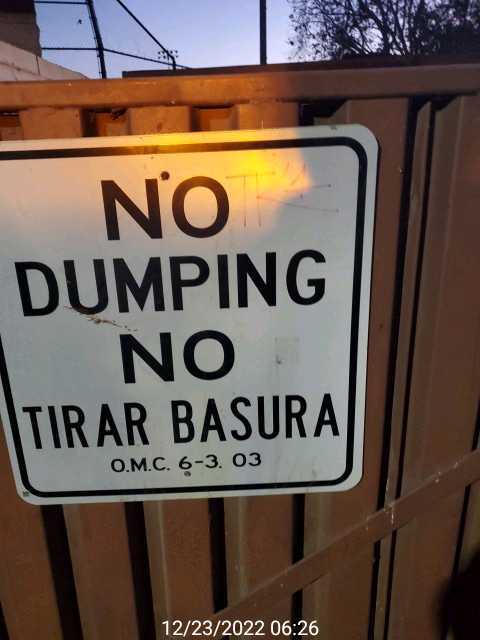 NO
DUMPING
NO
TIRAR BASURA
O.M.C. 6-3. 03
12/23/2022 06:26